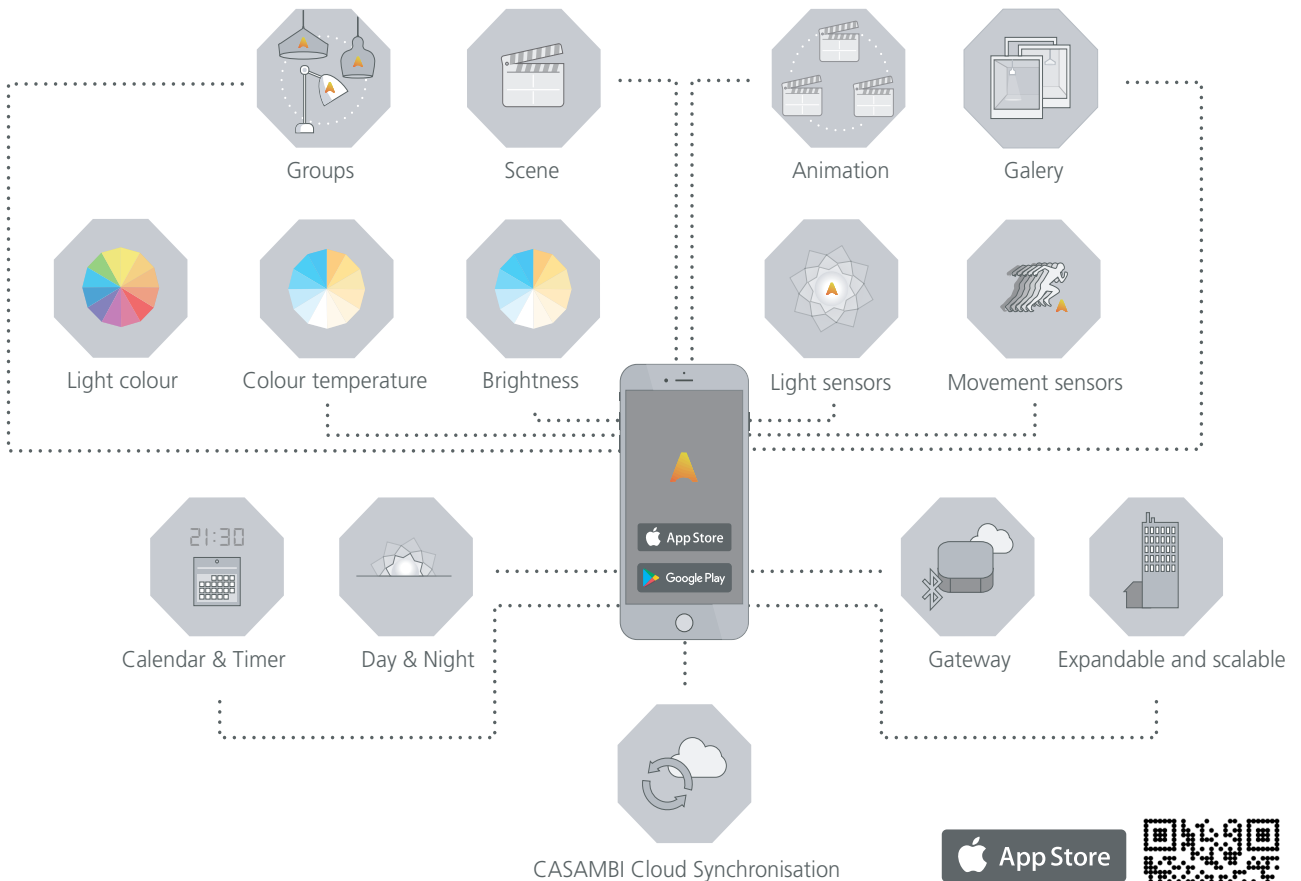 Groups
Scene
Animation
Galery
Light colour
Colour temperature
Brightness
Light sensors
Movement sensors
App Store
Google Play
21:30
Calendar & Timer
Day & Night
Gateway
Expandable and scalable
CASAMBI Cloud Synchronisation
App Store